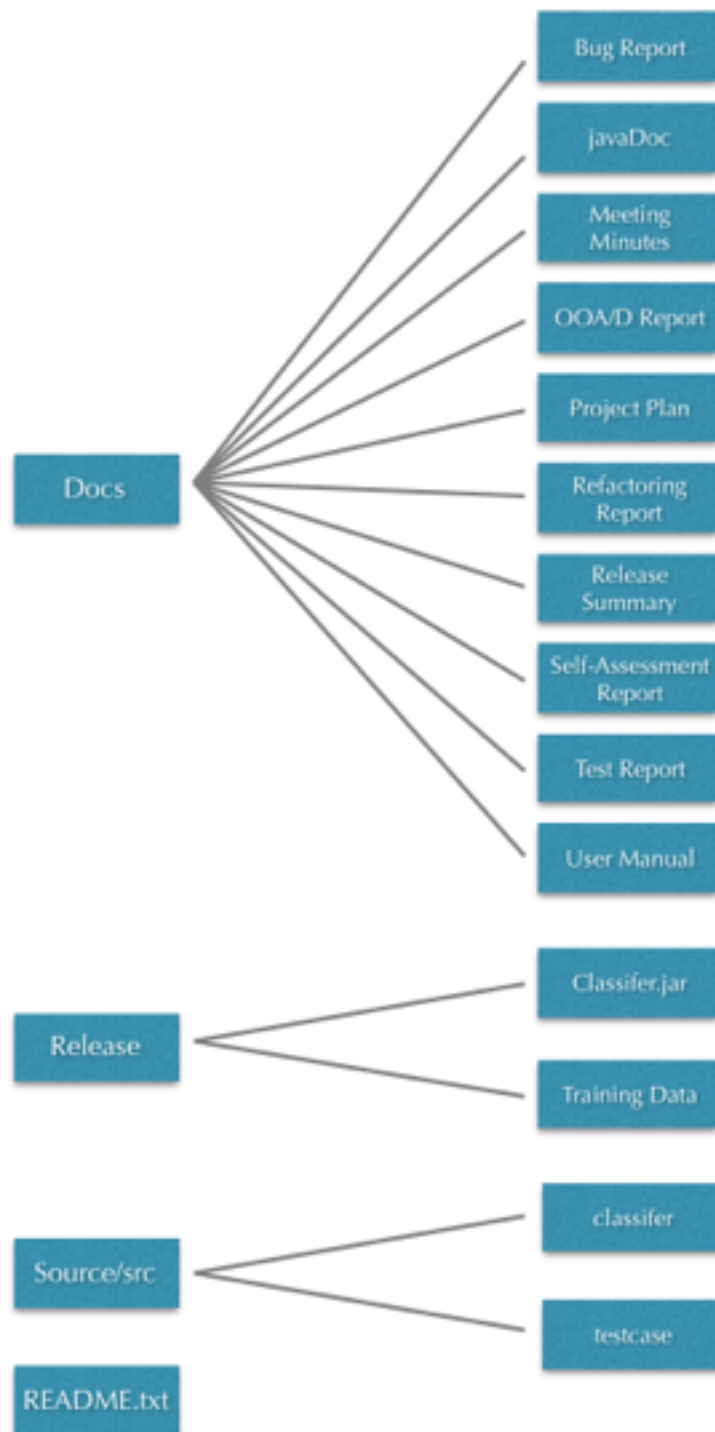 Bug Report
javaDoc
Meeting
Minutes
OOA/D Report
Project Plan
Docs
Refactoring
Report
Release
Summary
Self-Assessment
Report
Test Report
User Manual
Classifer.jar
Release
Training Data
classifer
Source/src
testcase
README.txt